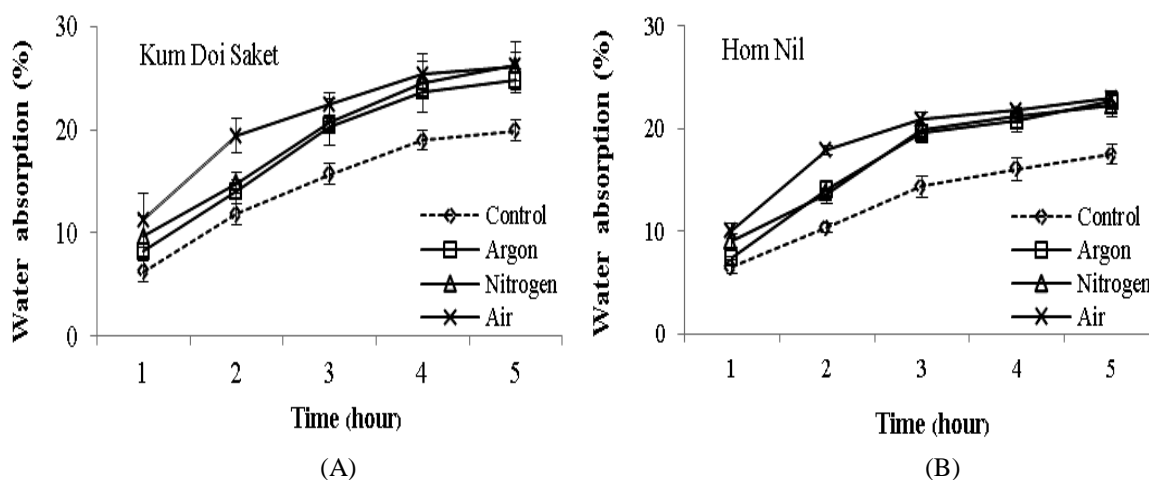 Water absorption (%)
30
20
10
0
Kum Doi Saket
Control
Argon
Nitrogen
Air
1 2 3 4 5
Time (hour)
(A)
Water absorption (%)
30
20
10
0
Hom Nil
Control
Argon
Nitrogen
Air
1 2 3 4 5
Time (hour)
(B)